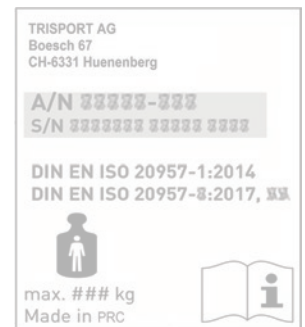 TRISPORT AG
Boesch 67
CH-6331 Huenenberg
A/N
S/N
DIN EN ISO 20957-1:2014
DIN EN ISO 20957-8:2017,
max. ### kg
Made in PRC
i